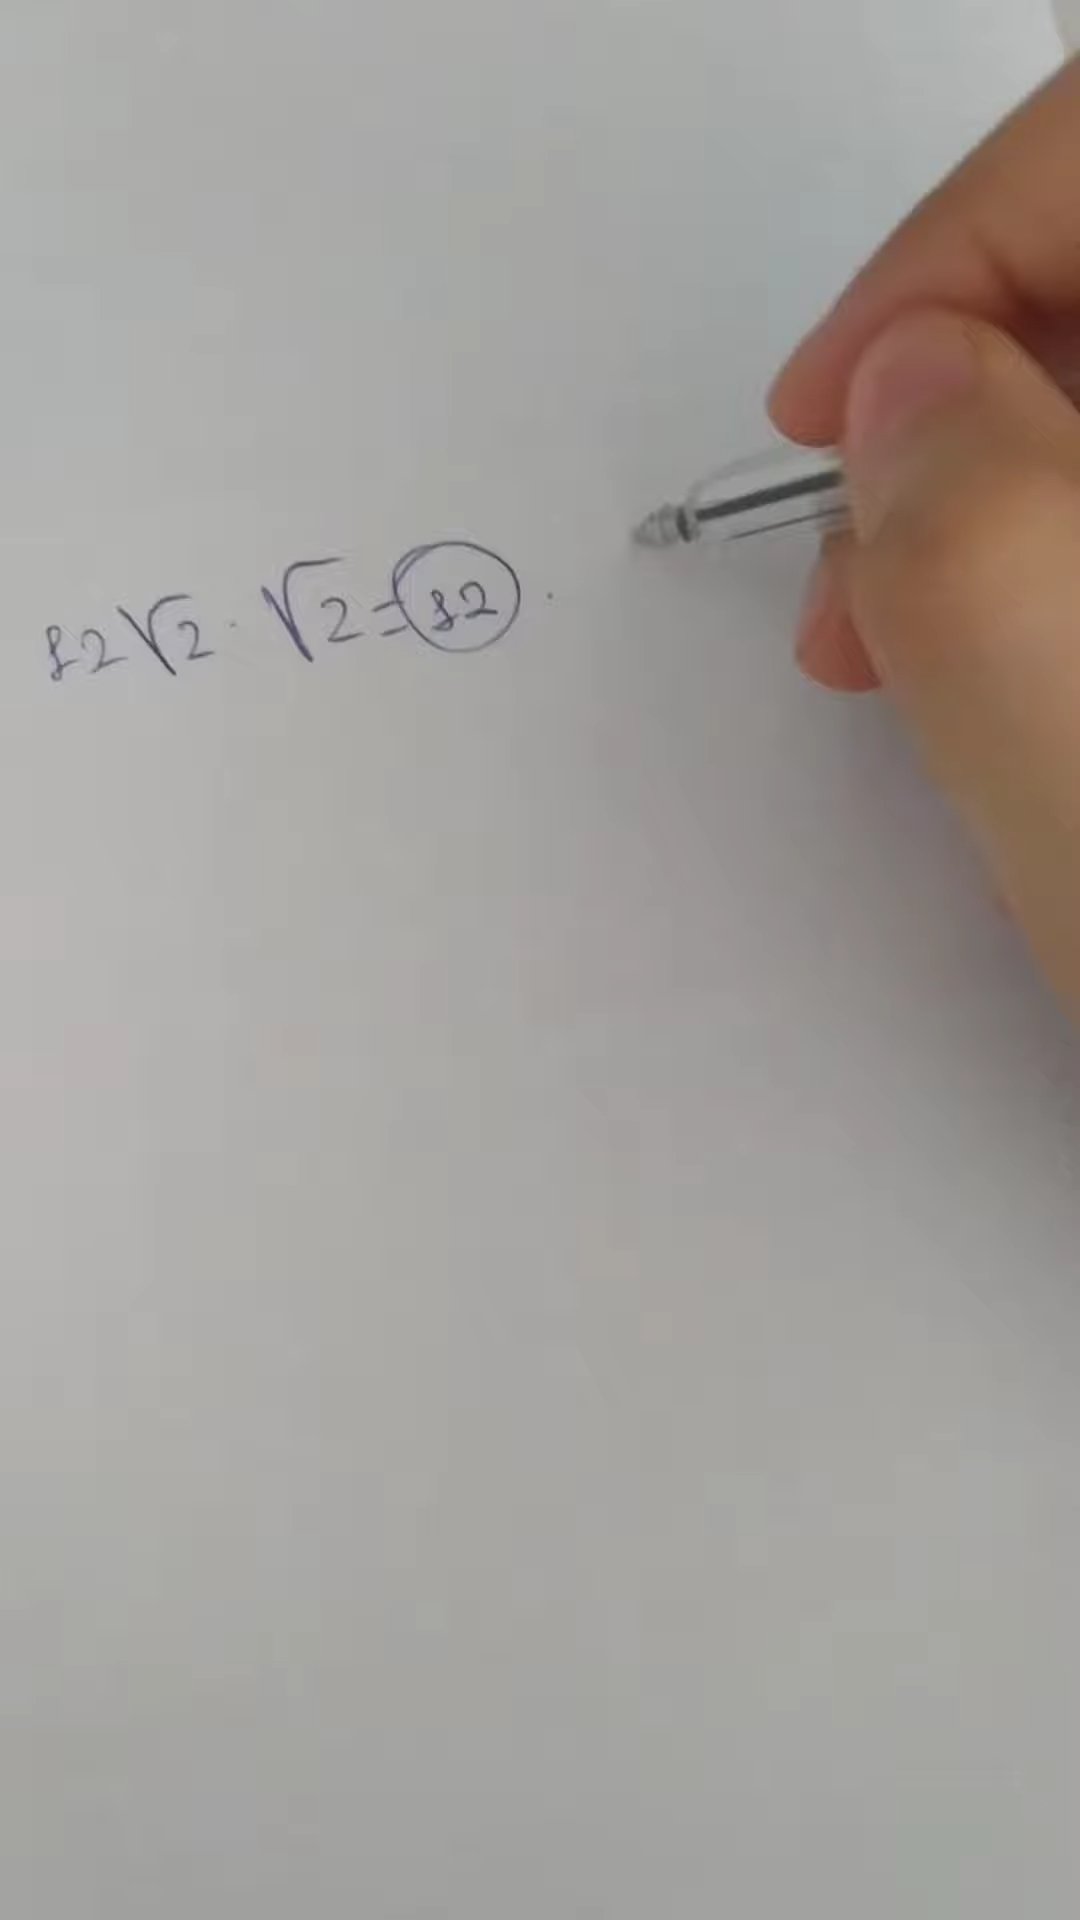 12√2 · √2 = 12 .